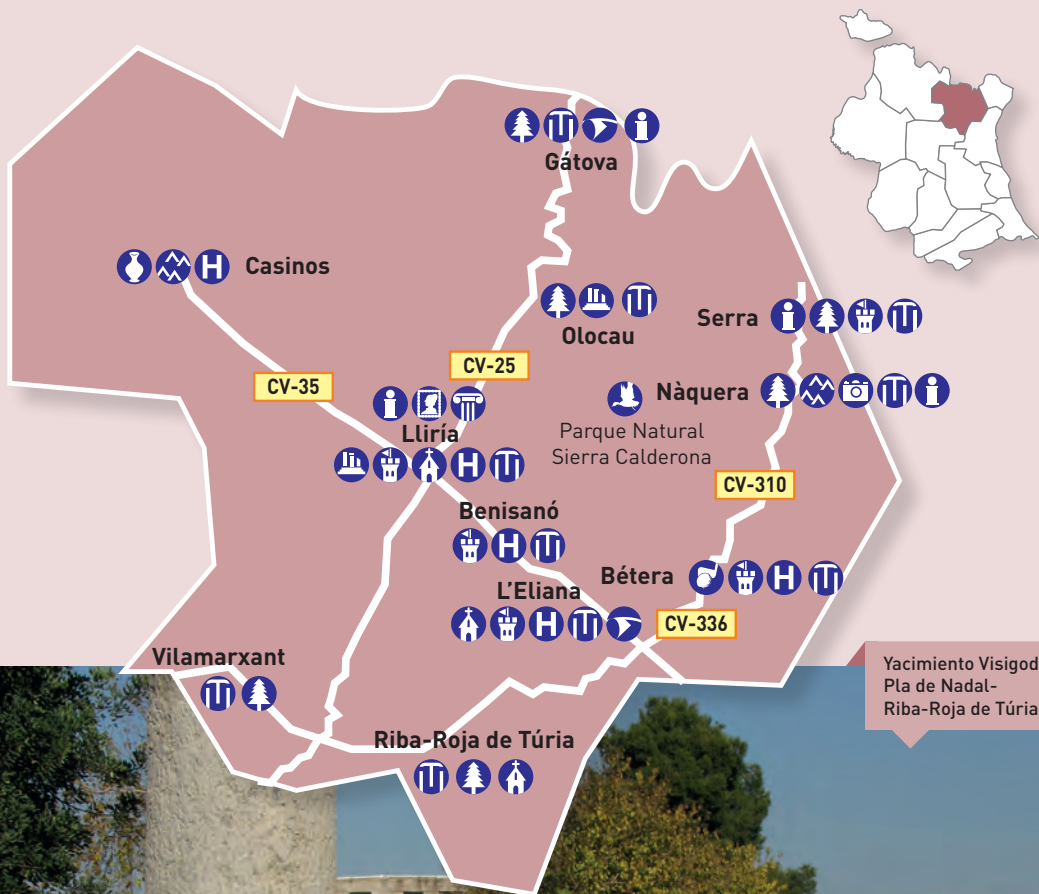 Gátova
Casinos
Olocau
Serra
CV-25
CV-35
Nàquera
Lliría
Parque Natural
Sierra Calderona
CV-310
Benisanó
H
Bétera
L'Eliana
CV-336
Vilamarxant
Yacimiento Visigod
Pla de Nadal-
Riba-Roja de Túria
Riba-Roja de Túria